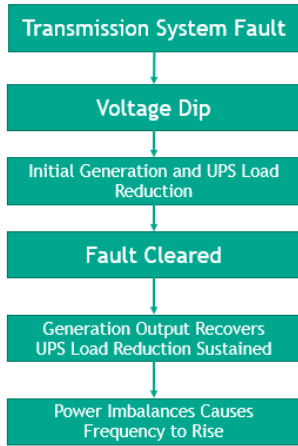 Transmission System Fault
Voltage Dip
Initial Generation and UPS Load
Reduction
Fault Cleared
Generation Output Recovers
UPS Load Reduction Sustained
Power Imbalances Causes
Frequency to Rise